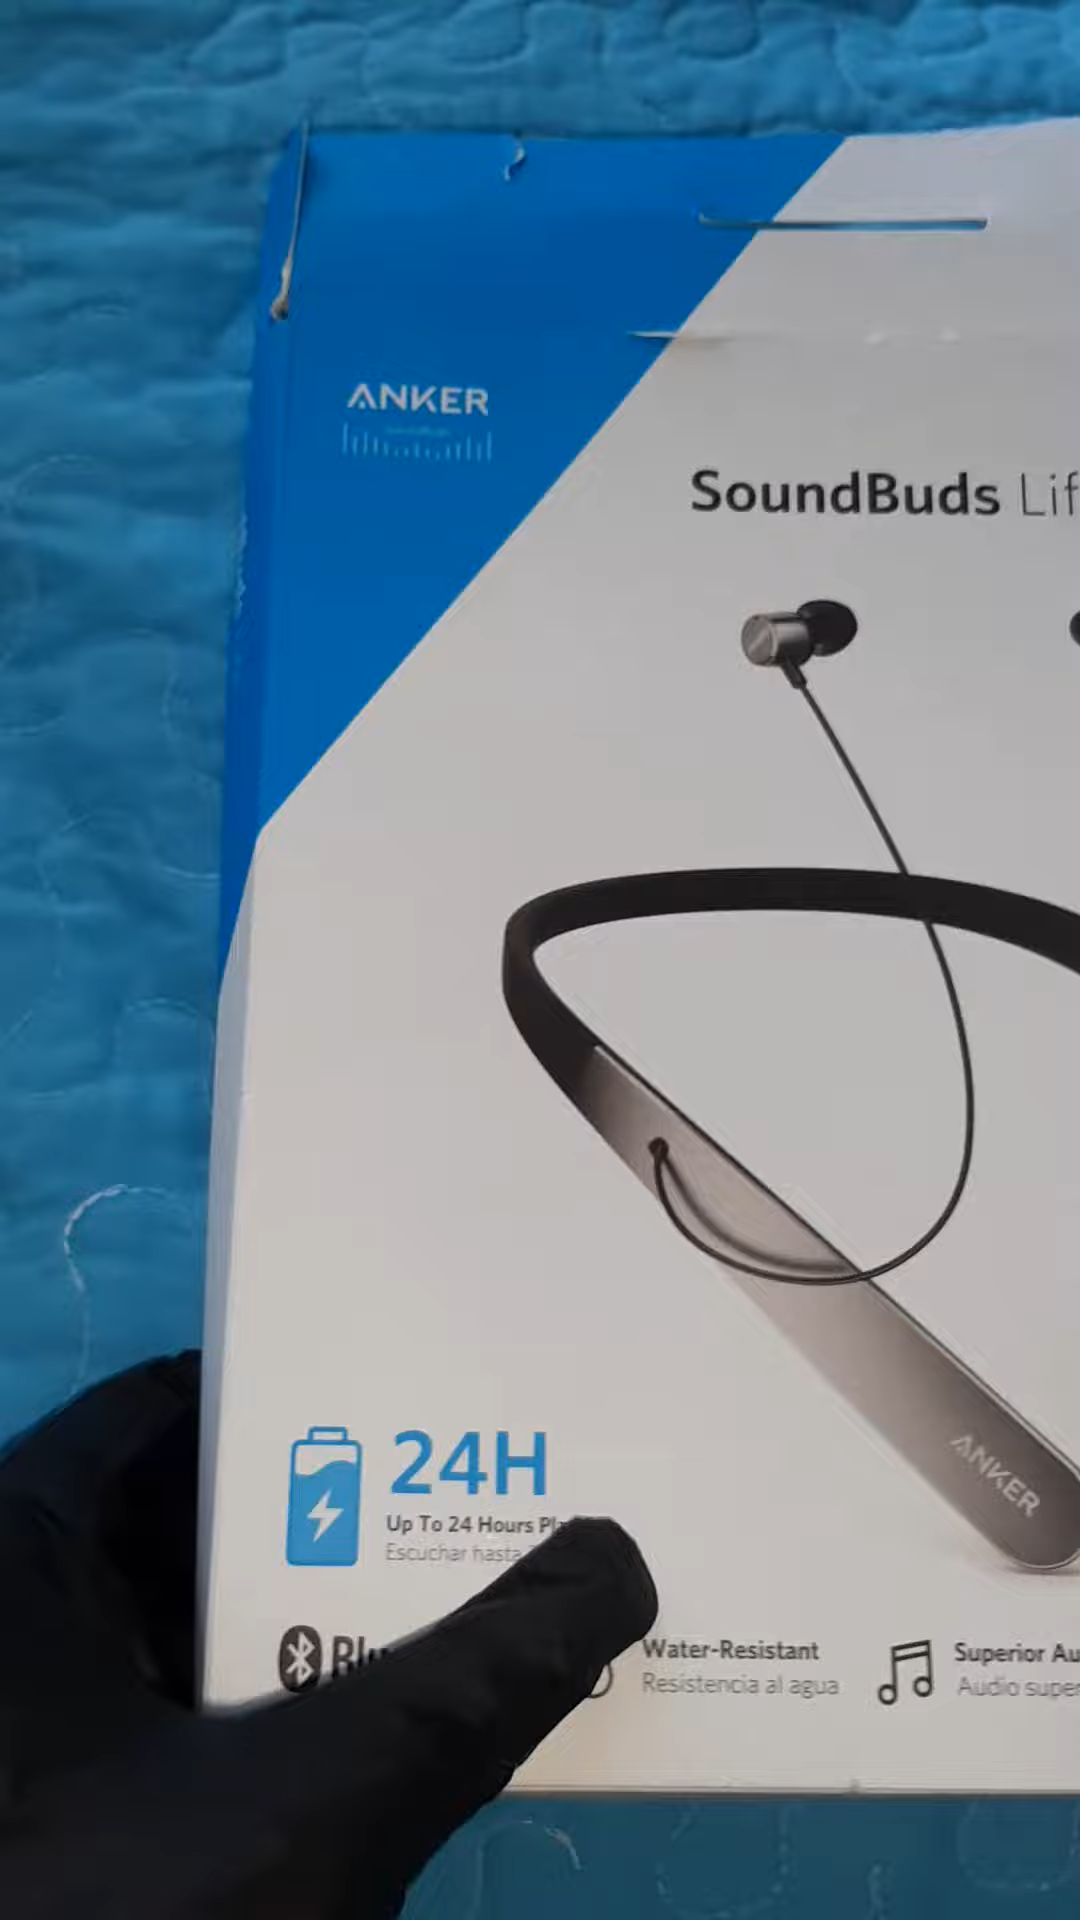 ANKER
SoundBuds Lif
ANKER
24H
Up To 24 Hours
Escuchar hasta
Water-Resistant
Resistencia al agua
Superior Au
Audio super